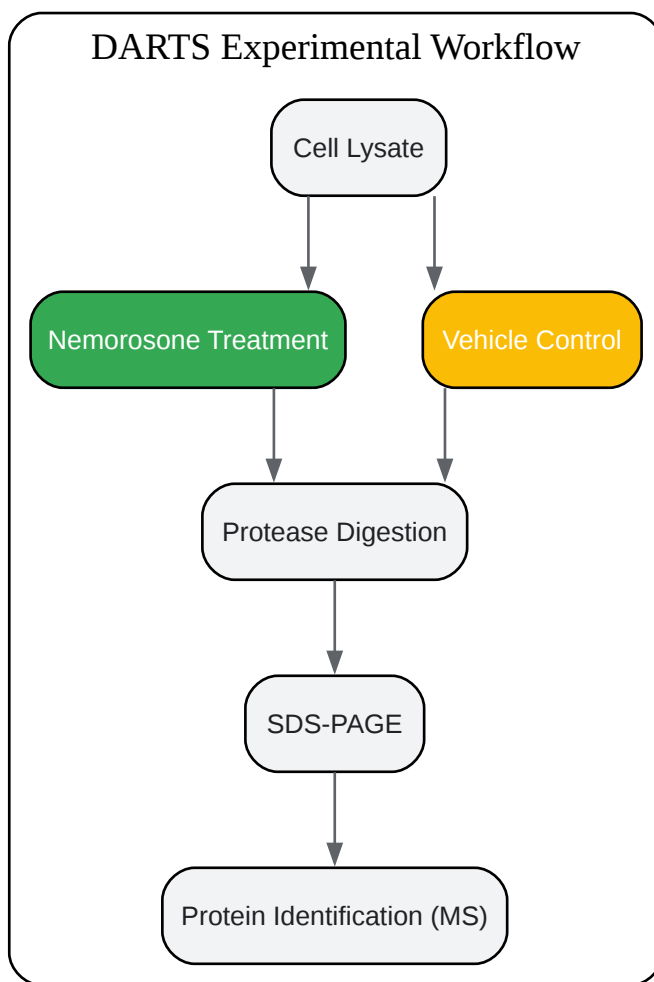 DARTS Experimental Workflow
Cell Lysate
Nemorosone Treatment
Vehicle Control
Protease Digestion
SDS-PAGE
Protein Identification (MS)